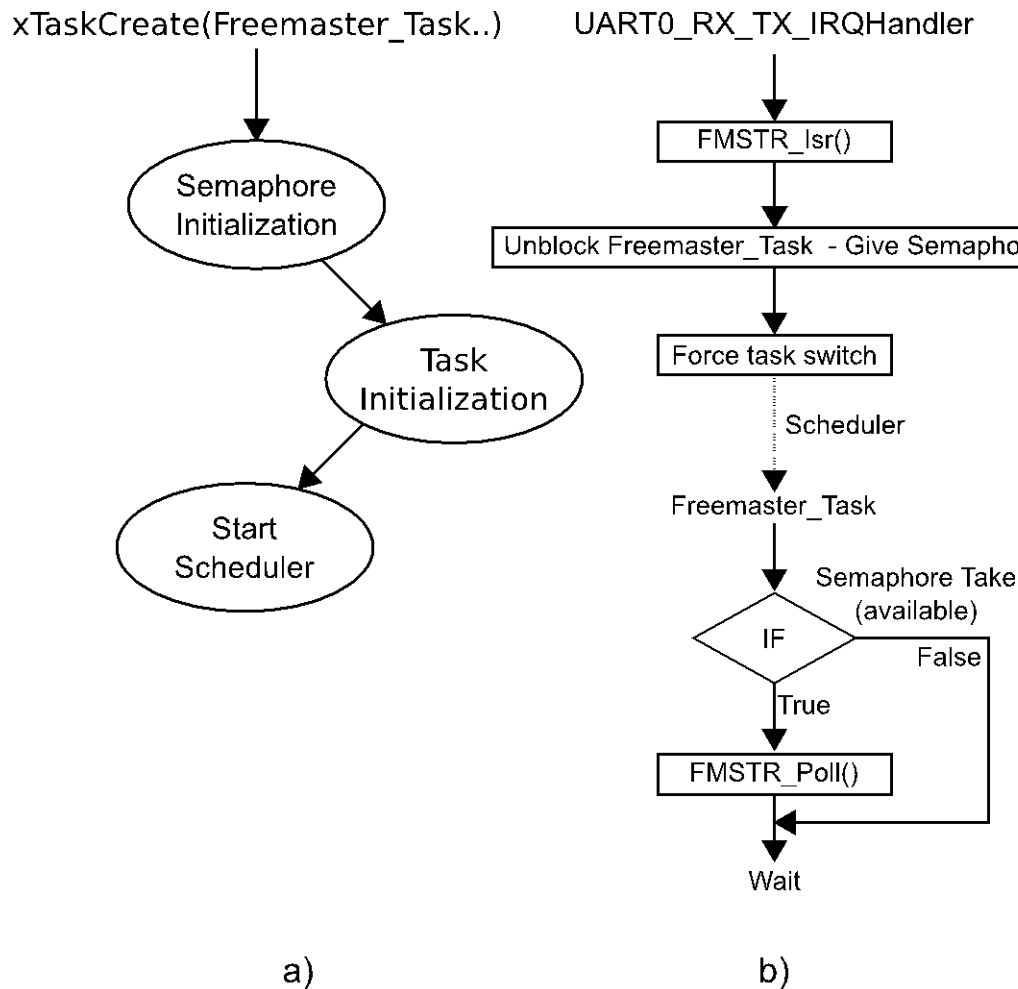 xTaskCreate(Freemaster_Task..)
Semaphore
Initialization
Task
Initialization
Start
Scheduler
a)
UART0_RX_TX_IRQHandler
FMSTR_Isr()
Unblock Freemaster_Task - Give Semapho
Force task switch
Scheduler
Freemaster_Task
Semaphore Take
(available)
IF
False
True
FMSTR_Poll()
Wait
b)